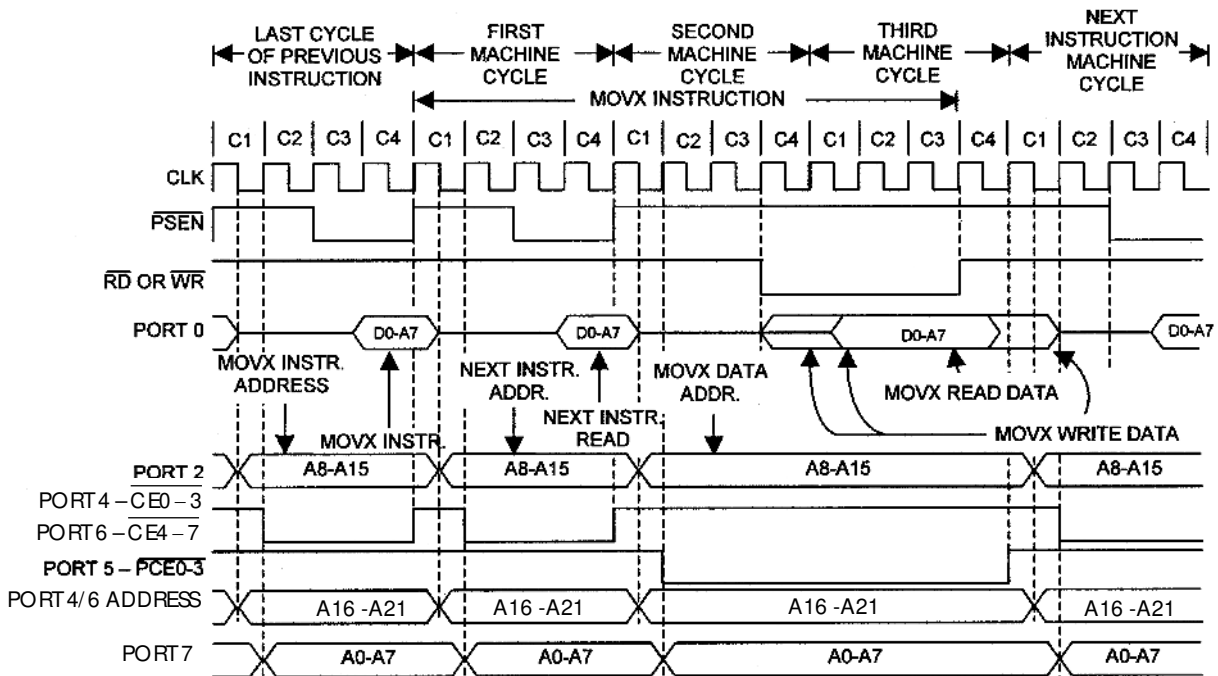 LAST CYCLE
OF PREVIOUS
INSTRUCTION
FIRST
MACHINE
CYCLE
SECOND
MACHINE
CYCLE
THIRD
MACHINE
CYCLE
NEXT
INSTRUCTION
MACHINE
CYCLE
MOVX INSTRUCTION
C1 C2 C3 C4 C1 C2 C3 C4 C1 C2 C3 C4 C1 C2 C3 C4 C1 C2 C3 C4
CLK
PSEN
RD OR WR
PORT 0 D0-A7 D0-A7 D0-A7 D0-A7
MOVX INSTR.
ADDRESS
MOVX INSTR.
NEXT INSTR.
ADDR.
NEXT INSTR.
READ
MOVX DATA
ADDR.
MOVX READ DATA
MOVX WRITE DATA
PORT 2 A8-A15 A8-A15 A8-A15 A8-A15
PORT 4 – CE0 – 3
PORT 6 – CE4 – 7
PORT 5 – PCE0-3
PORT 4/6 ADDRESS A16 -A21 A16 -A21 A16 -A21 A16 -A21
PORT 7 A0-A7 A0-A7 A0-A7 A0-A7